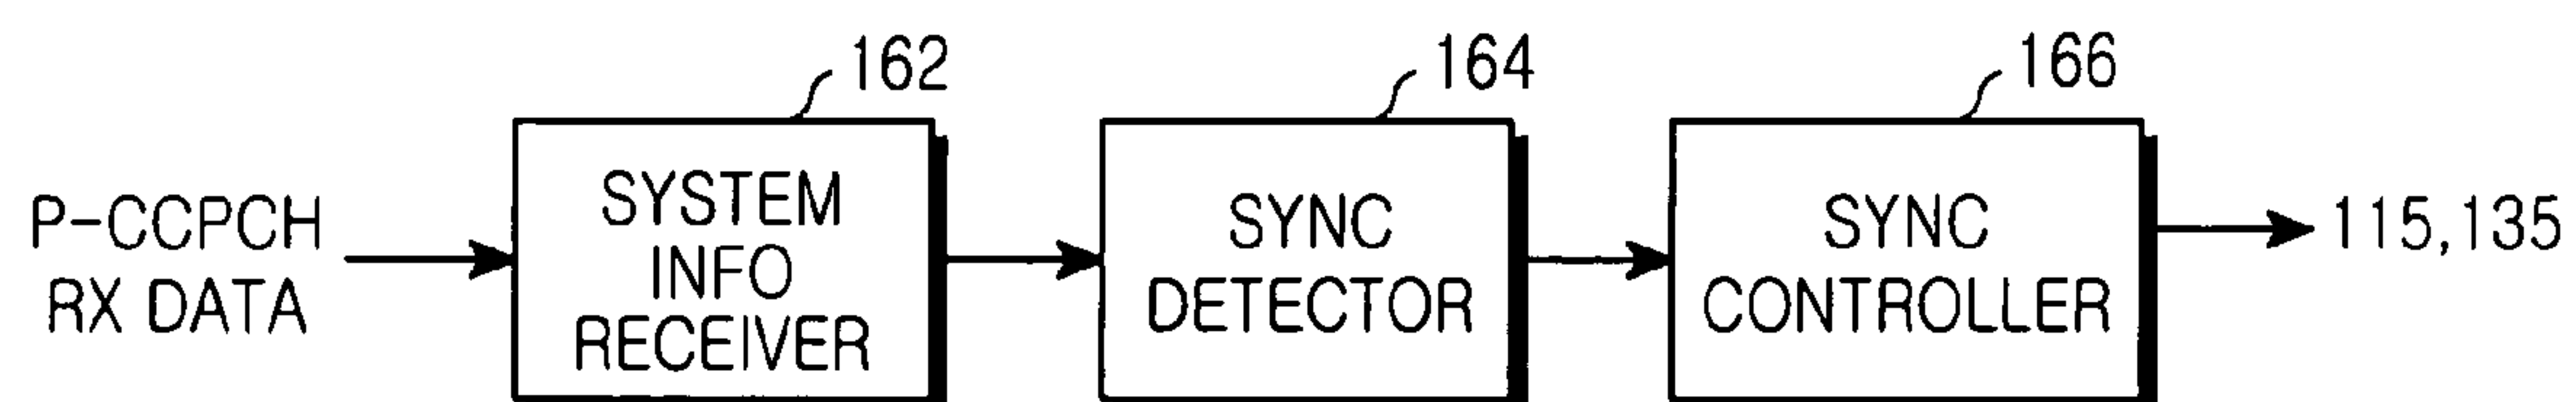 162
164
166
P-CCPCH
RX DATA
SYSTEM
INFO
RECEIVER
SYNC
DETECTOR
SYNC
CONTROLLER
115,135